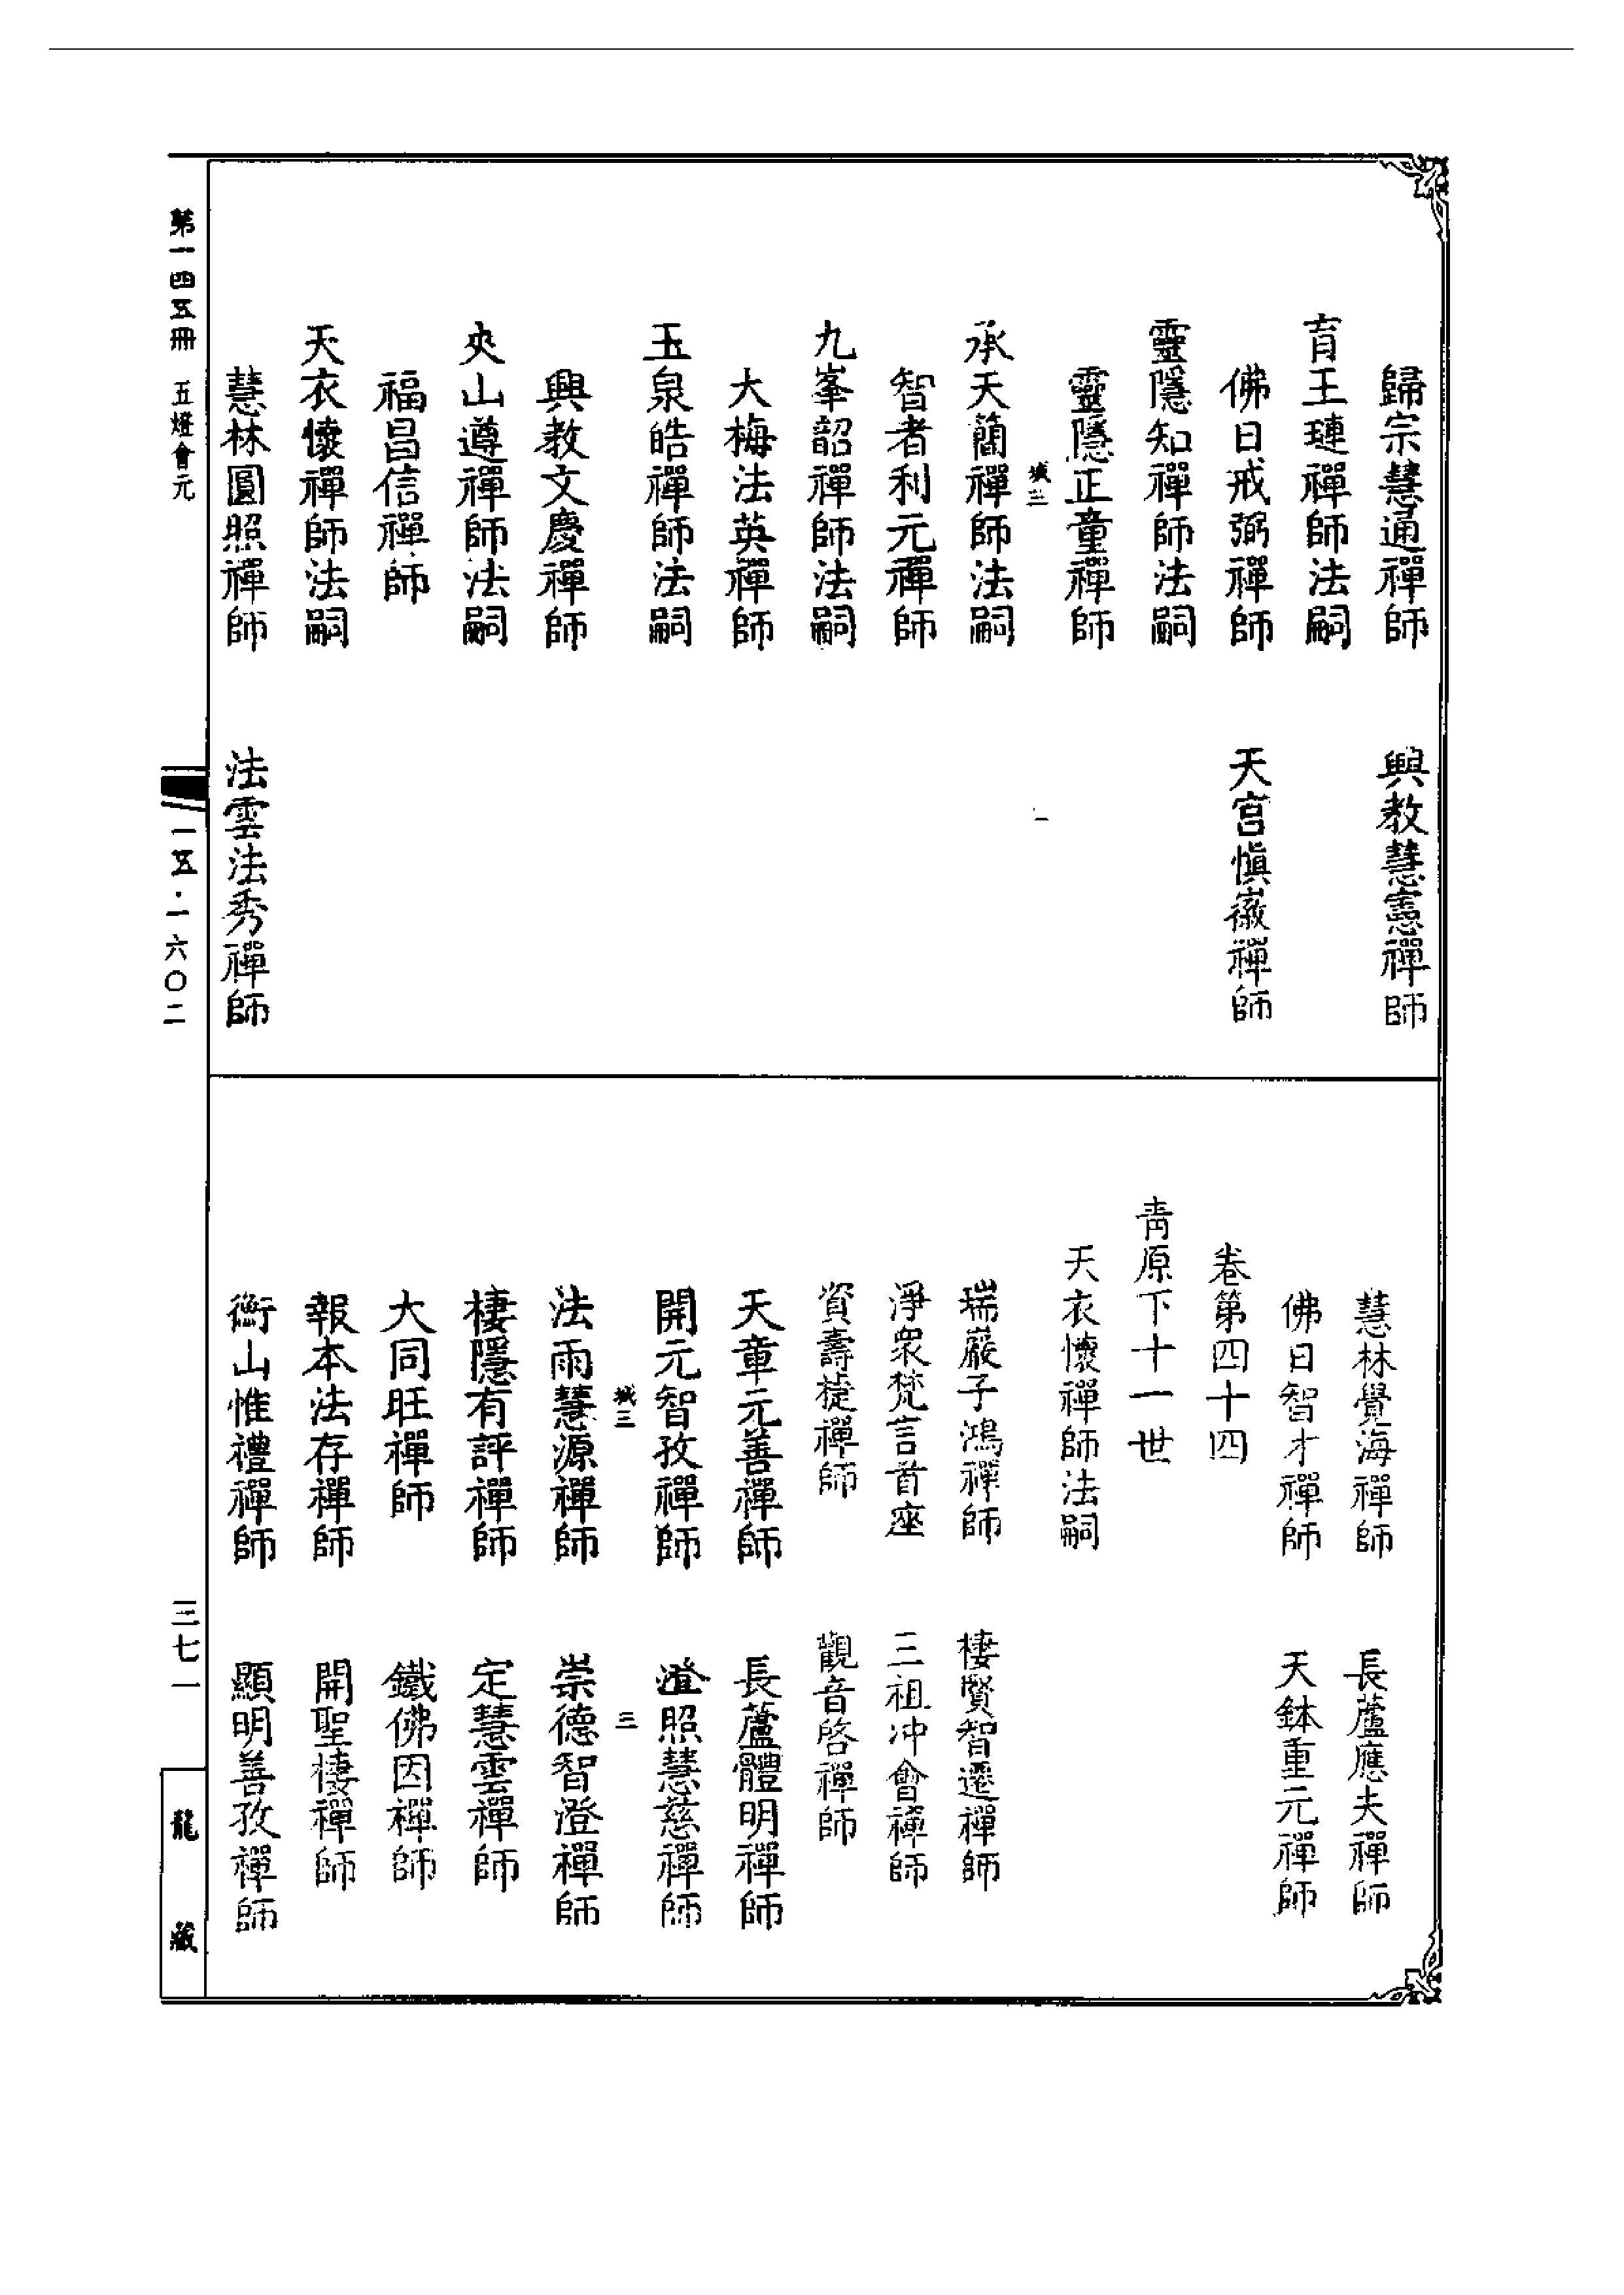 歸宗慧通禪師　興教慧憲禪師
育王璉禪師法嗣
佛日戒弼禪師　天宮愼徽禪師
靈隱知禪師法嗣
靈隱正童禪師
承天簡禪師法嗣
智者利元禪師
九峯韶禪師法嗣
大梅法英禪師
玉泉皓禪師法嗣
興教文慶禪師
夾山遵禪師法嗣
福昌信禪師
天衣懷禪師法嗣
慧林圓照禪師　法雲法秀禪師
慧林覺海禪師　長蘆應夫禪師
佛日智才禪師　天鉢重元禪師
卷第四十四
靑原下十一世
天衣懷禪師法嗣
瑞巖子鴻禪師　棲賢智遷禪師
淨衆梵言首座　三祖冲會禪師
資壽捷禪師　觀音啓禪師
天章元善禪師　長蘆體明禪師
開元智孜禪師　澄照慧慈禪師
三　三
法雨慧源禪師　崇德智澄禪師
棲隱有評禪師　定慧雲禪師
大同旺禪師　鐵佛因禪師
報本法存禪師　開聖棲禪師
衡山惟禮禪師　顯明善孜禪師
第一四五冊　五燈會元
一五·一六〇二
三七一
龍藏